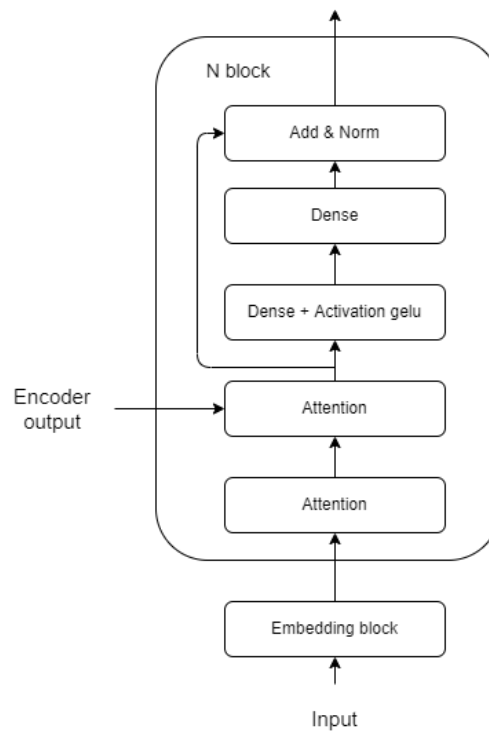 N block
Add & Norm
Dense
Dense + Activation gelu
Encoder
output
Attention
Attention
Embedding block
Input